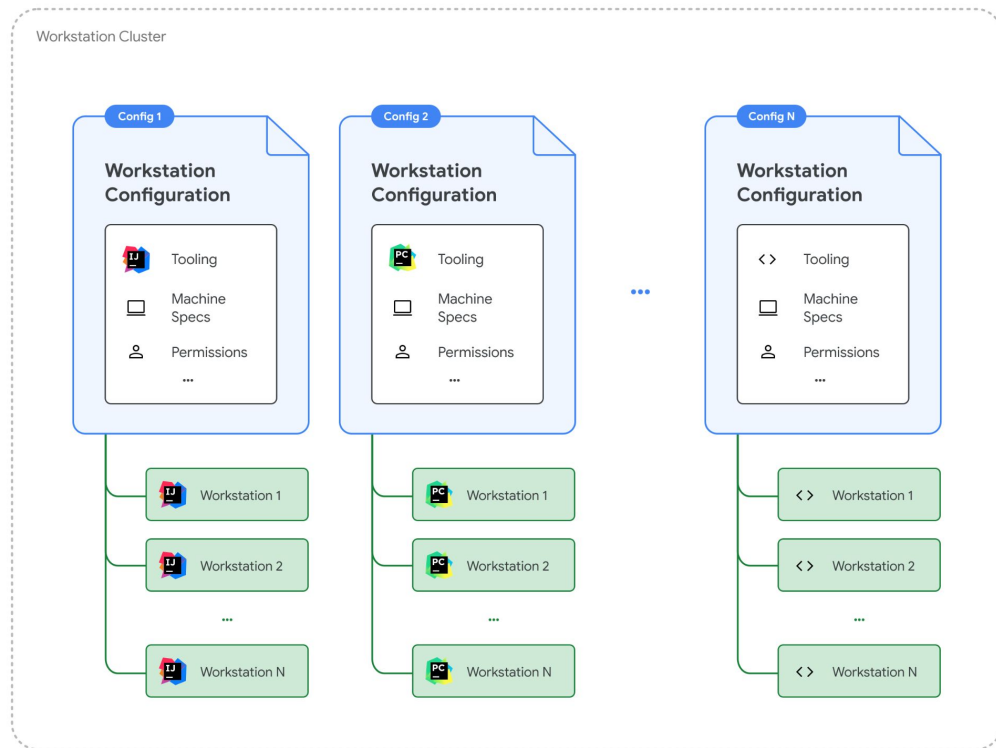 Workstation Cluster
Config 1
Workstation
Configuration
IJ
Tooling
Machine
Specs
Permissions
...
IJ
Workstation 1
IJ
Workstation 2
...
IJ
Workstation N
Config 2
Workstation
Configuration
PC
Tooling
Machine
Specs
Permissions
...
PC
Workstation 1
PC
Workstation 2
...
PC
Workstation N
...
Config N
Workstation
Configuration
<> Tooling
Machine
Specs
Permissions
...
<> Workstation 1
<> Workstation 2
...
<> Workstation N